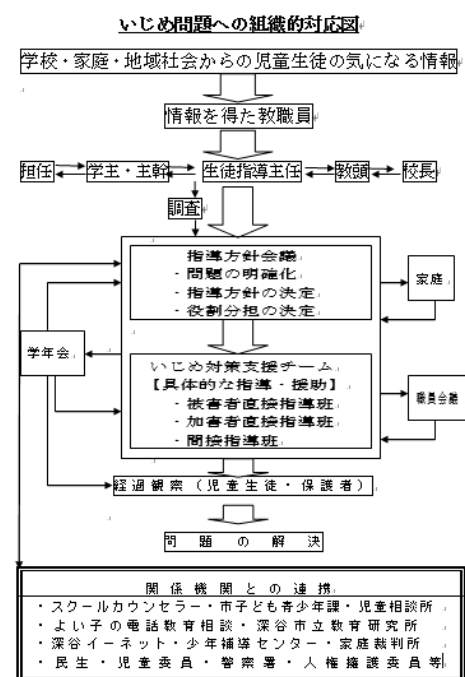 いじめ問題への組織的対応図
学校・家庭・地域社会からの児童生徒の気になる情報
情報を得た教職員
担任 学主・主幹 生徒指導主任 教頭 校長
調査
指導方針会議
・問題の明確化
・指導方針の決定
・役割分担の決定
家庭
学年会
いじめ対策支援チーム
【具体的な指導・援助】
・被害者直接指導班
・加害者直接指導班
・間接指導班
職員会議
経過観察（児童生徒・保護者）
問題の解決
関係機関との連携
・スクールカウンセラー・市子ども青少年課・児童相談所
・よい子の電話教育相談・深谷市立教育研究所
・深谷イーネット・少年補導センター・家庭裁判所
・民生・児童委員・警察署・人権擁護委員等